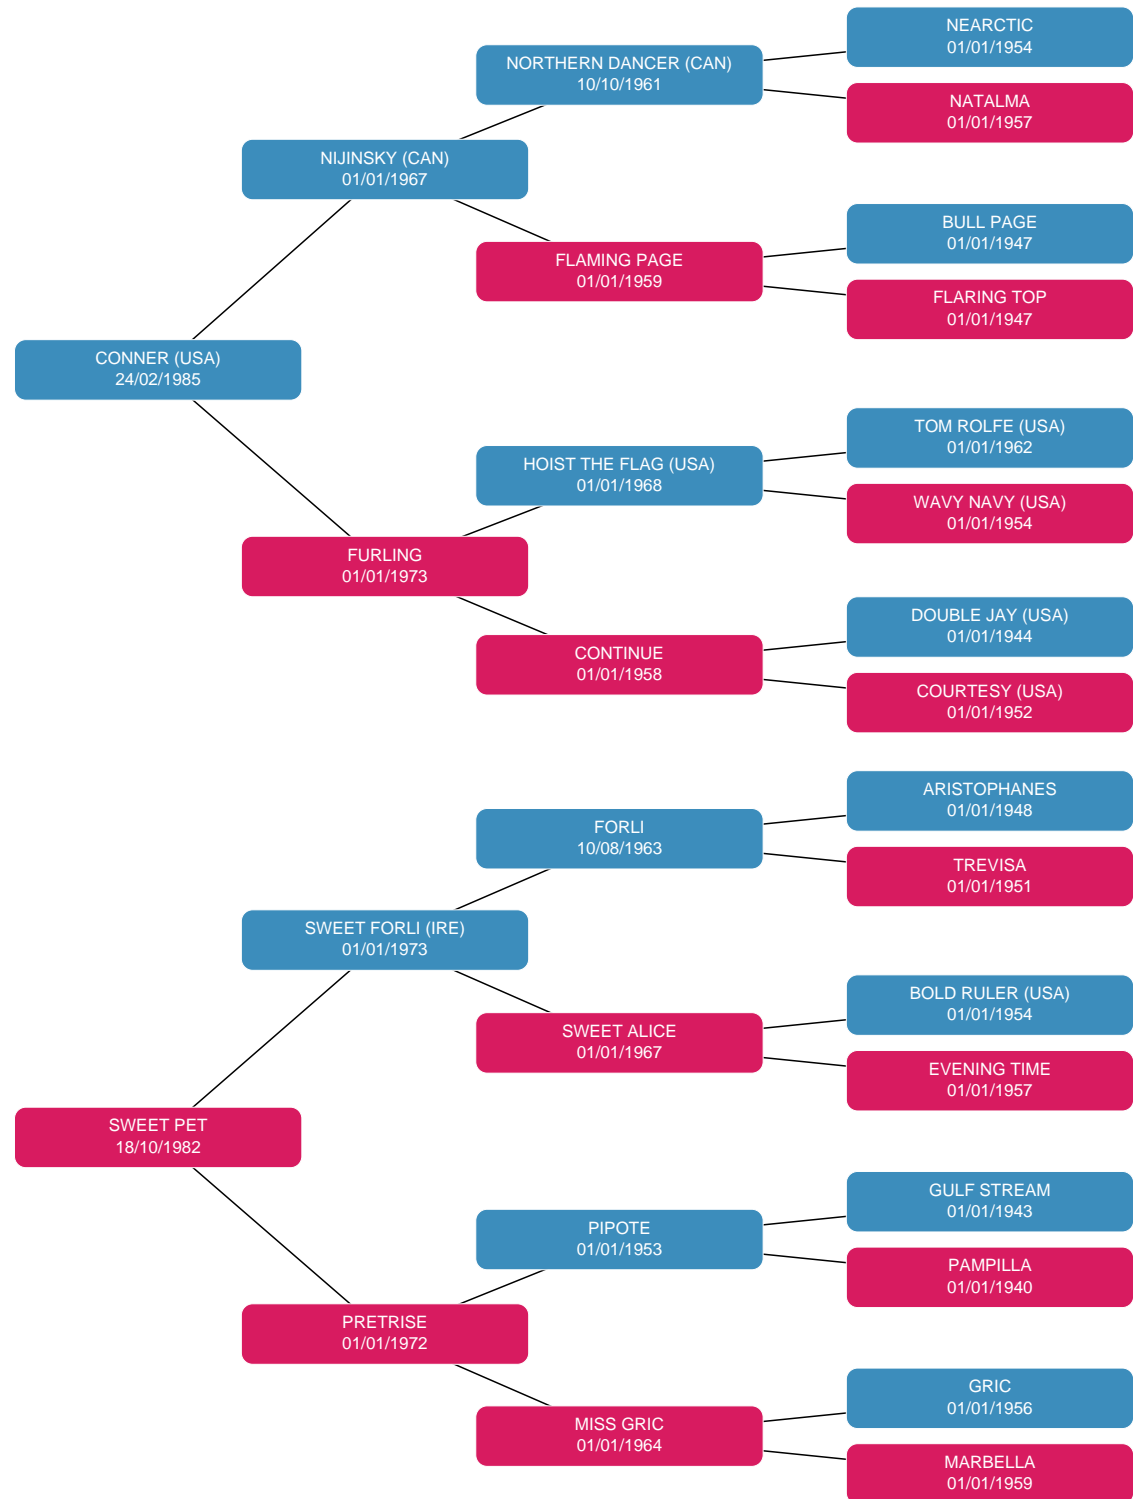 NEARCTIC
01/01/1954
NORTHERN DANCER (CAN)
10/10/1961
NATALMA
01/01/1957
NIJINSKY (CAN)
01/01/1967
BULL PAGE
01/01/1947
FLAMING PAGE
01/01/1959
FLARING TOP
01/01/1947
CONNER (USA)
24/02/1985
TOM ROLFE (USA)
01/01/1962
HOIST THE FLAG (USA)
01/01/1968
WAVY NAVY (USA)
01/01/1954
FURLING
01/01/1973
DOUBLE JAY (USA)
01/01/1944
CONTINUE
01/01/1958
COURTESY (USA)
01/01/1952
ARISTOPHANES
01/01/1948
FORLI
10/08/1963
TREVISA
01/01/1951
SWEET FORLI (IRE)
01/01/1973
BOLD RULER (USA)
01/01/1954
SWEET ALICE
01/01/1967
EVENING TIME
01/01/1957
SWEET PET
18/10/1982
GULF STREAM
01/01/1943
PIPOTE
01/01/1953
PAMPILLA
01/01/1940
PRETRISE
01/01/1972
GRIC
01/01/1956
MISS GRIC
01/01/1964
MARBELLA
01/01/1959